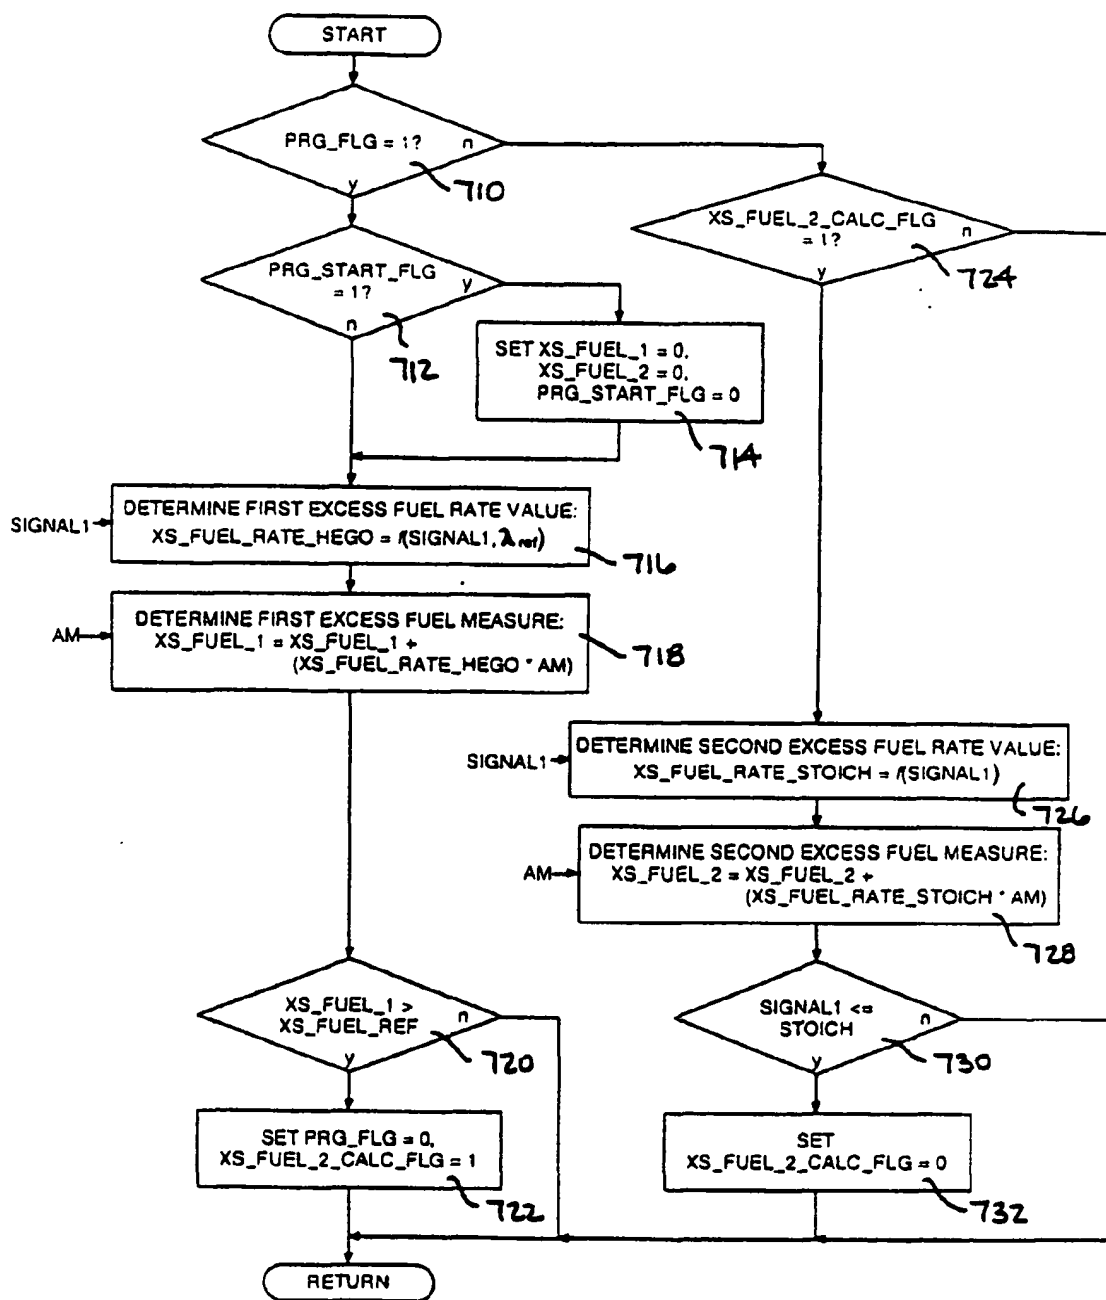 START
PRG_FLG = 1?
n
y
710
XS_FUEL_2_CALC_FLG
= 1?
n
y
724
PRG_START_FLG
= 1?
y
n
712
SET XS_FUEL_1 = 0,
XS_FUEL_2 = 0,
PRG_START_FLG = 0
714
SIGNAL1
DETERMINE FIRST EXCESS FUEL RATE VALUE:
XS_FUEL_RATE_HEGO = f(SIGNAL1, λref)
716
AM
DETERMINE FIRST EXCESS FUEL MEASURE:
XS_FUEL_1 = XS_FUEL_1 +
(XS_FUEL_RATE_HEGO * AM)
718
SIGNAL1
DETERMINE SECOND EXCESS FUEL RATE VALUE:
XS_FUEL_RATE_STOICH = f(SIGNAL1)
726
AM
DETERMINE SECOND EXCESS FUEL MEASURE:
XS_FUEL_2 = XS_FUEL_2 +
(XS_FUEL_RATE_STOICH * AM)
728
XS_FUEL_1 >
XS_FUEL_REF
n
y
720
SIGNAL1 <=
STOICH
n
y
730
SET PRG_FLG = 0,
XS_FUEL_2_CALC_FLG = 1
722
SET
XS_FUEL_2_CALC_FLG = 0
732
RETURN